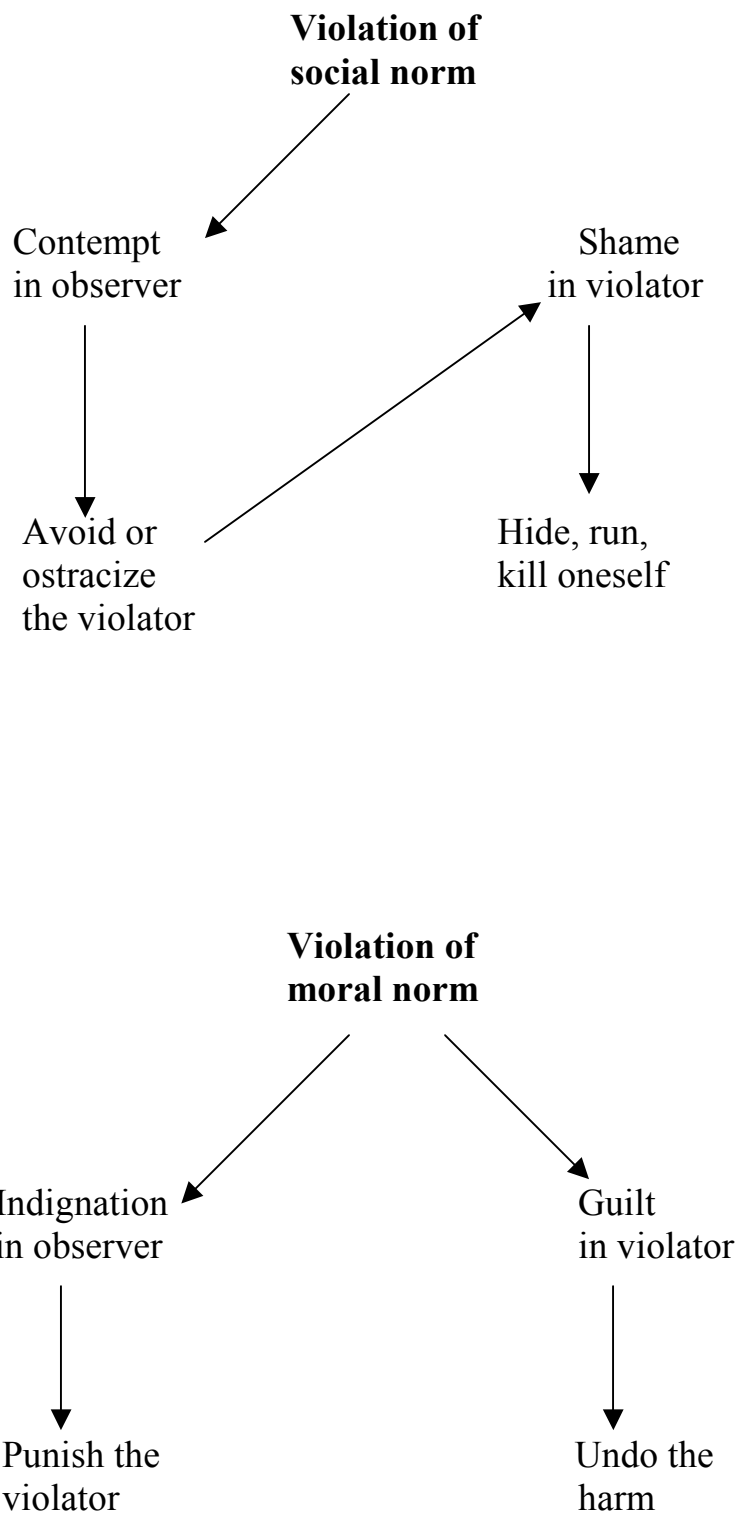 Violation of
social norm
Contempt
in observer
Shame
in violator
Avoid or
ostracize
the violator
Hide, run,
kill oneself
Violation of
moral norm
Indignation
in observer
Guilt
in violator
Punish the
violator
Undo the
harm